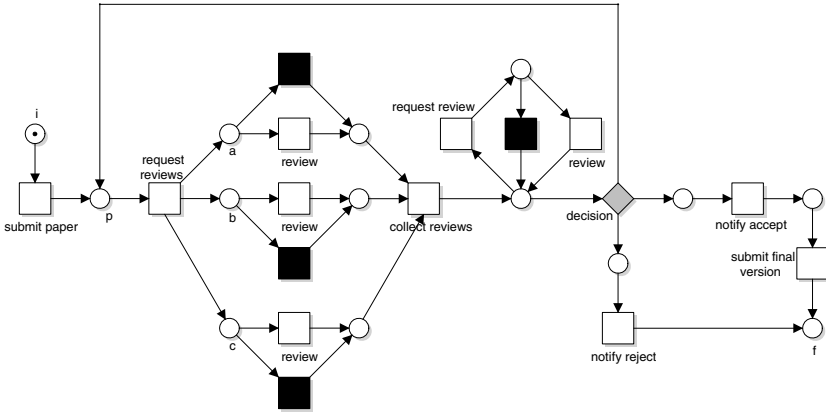 i
submit paper
p
request
reviews
a
review
b
review
c
review
collect reviews
request review
review
decision
notify accept
submit final
version
notify reject
f